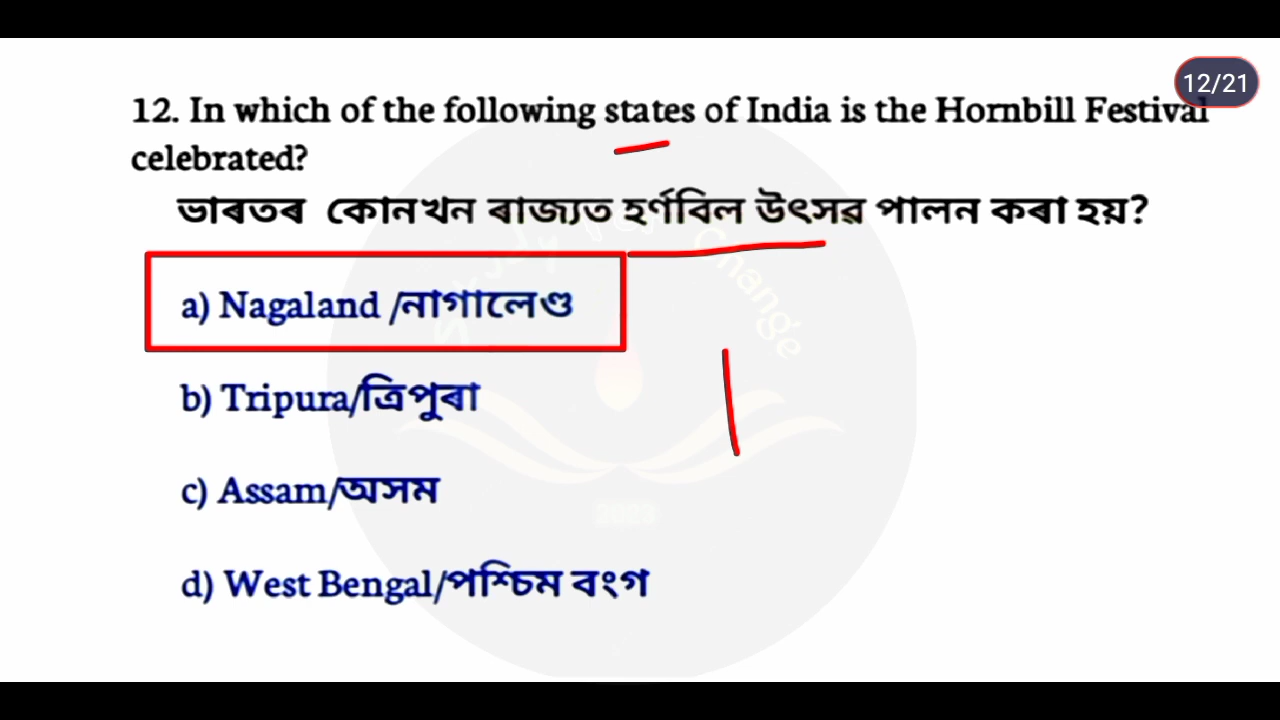 12/21
12. In which of the following states of India is the Hornbill Festival
celebrated?
ভাৰতৰ কোনখন ৰাজ্যত হৰ্ণবিল উৎসৱ পালন কৰা হয়?
a) Nagaland /নাগালেণ্ড
b) Tripura/ত্ৰিপুৰা
c) Assam/অসম
d) West Bengal/পশ্চিম বংগ
Change